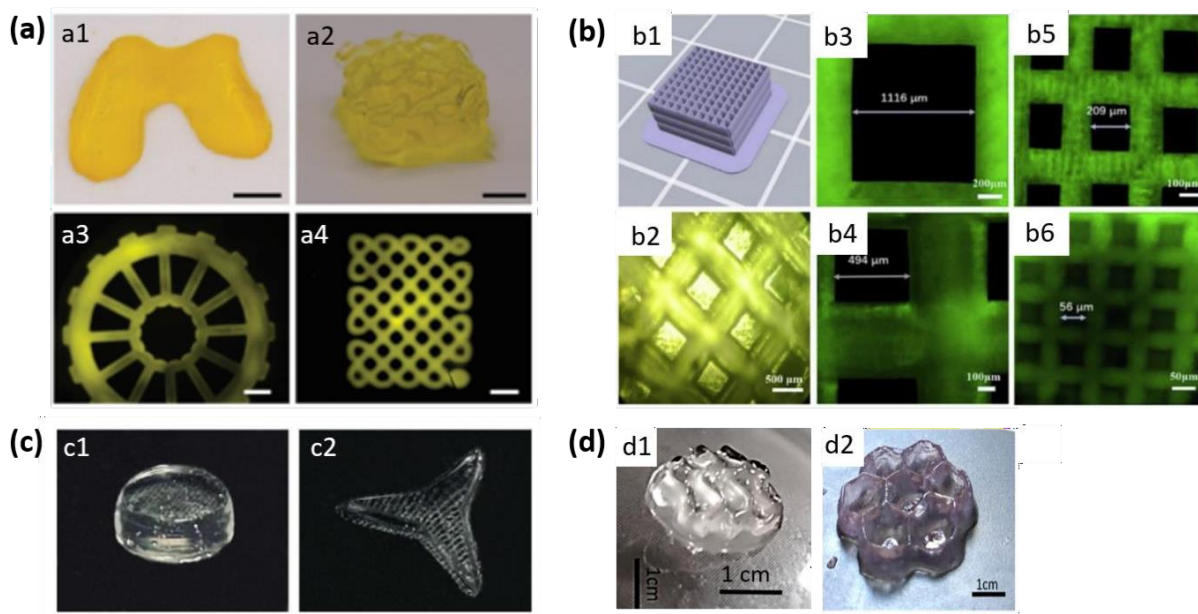 (a)
a1
a2
a3
a4
(b)
b1
b3
1116 µm
200µm
b5
209 µm
100µm
b2
500 µm
b4
494 µm
100µm
b6
56 µm
50µm
(c)
c1
c2
(d)
d1
1cm
1 cm
d2
1cm